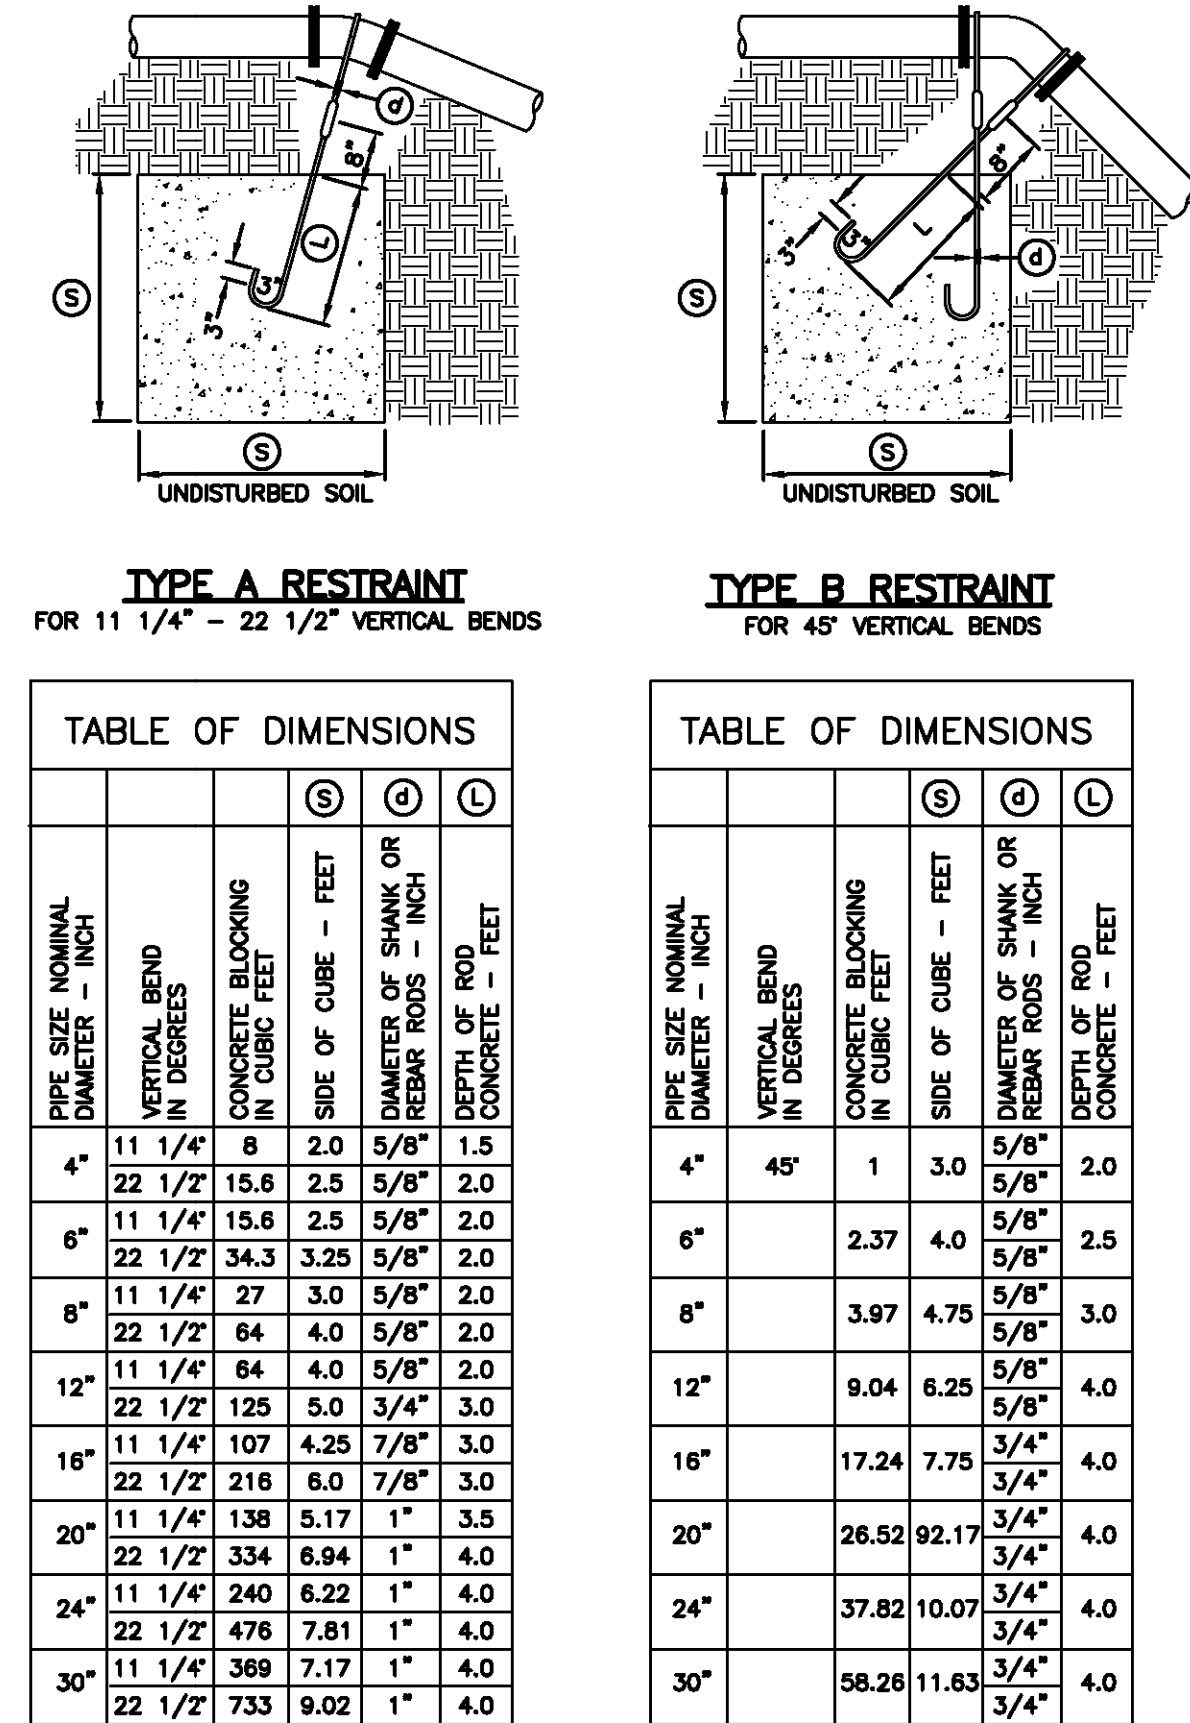 d
8"
L
3"
3"
S
S
UNDISTURBED SOIL
TYPE A RESTRAINT
FOR 11 1/4" – 22 1/2" VERTICAL BENDS
8"
L
3"
3"
d
S
S
UNDISTURBED SOIL
TYPE B RESTRAINT
FOR 45° VERTICAL BENDS
TABLE OF DIMENSIONS
S d L
PIPE SIZE NOMINAL
DIAMETER – INCH
VERTICAL BEND
IN DEGREES
CONCRETE BLOCKING
IN CUBIC FEET
SIDE OF CUBE – FEET
DIAMETER OF SHANK OR
REBAR RODS – INCH
DEPTH OF ROD
CONCRETE – FEET
4" 11 1/4° 8 2.0 5/8" 1.5
22 1/2° 15.6 2.5 5/8" 2.0
6" 11 1/4° 15.6 2.5 5/8" 2.0
22 1/2° 34.3 3.25 5/8" 2.0
8" 11 1/4° 27 3.0 5/8" 2.0
22 1/2° 64 4.0 5/8" 2.0
12" 11 1/4° 64 4.0 5/8" 2.0
22 1/2° 125 5.0 3/4" 3.0
16" 11 1/4° 107 4.25 7/8" 3.0
22 1/2° 216 6.0 7/8" 3.0
20" 11 1/4° 138 5.17 1" 3.5
22 1/2° 334 6.94 1" 4.0
24" 11 1/4° 240 6.22 1" 4.0
22 1/2° 476 7.81 1" 4.0
30" 11 1/4° 369 7.17 1" 4.0
22 1/2° 733 9.02 1" 4.0
TABLE OF DIMENSIONS
S d L
PIPE SIZE NOMINAL
DIAMETER – INCH
VERTICAL BEND
IN DEGREES
CONCRETE BLOCKING
IN CUBIC FEET
SIDE OF CUBE – FEET
DIAMETER OF SHANK OR
REBAR RODS – INCH
DEPTH OF ROD
CONCRETE – FEET
4" 45° 1 3.0 5/8" 2.0
5/8"
6" 2.37 4.0 5/8" 2.5
5/8"
8" 3.97 4.75 5/8" 3.0
5/8"
12" 9.04 6.25 5/8" 4.0
5/8"
16" 17.24 7.75 3/4" 4.0
3/4"
20" 26.52 92.17 3/4" 4.0
3/4"
24" 37.82 10.07 3/4" 4.0
3/4"
30" 58.26 11.63 3/4" 4.0
3/4"